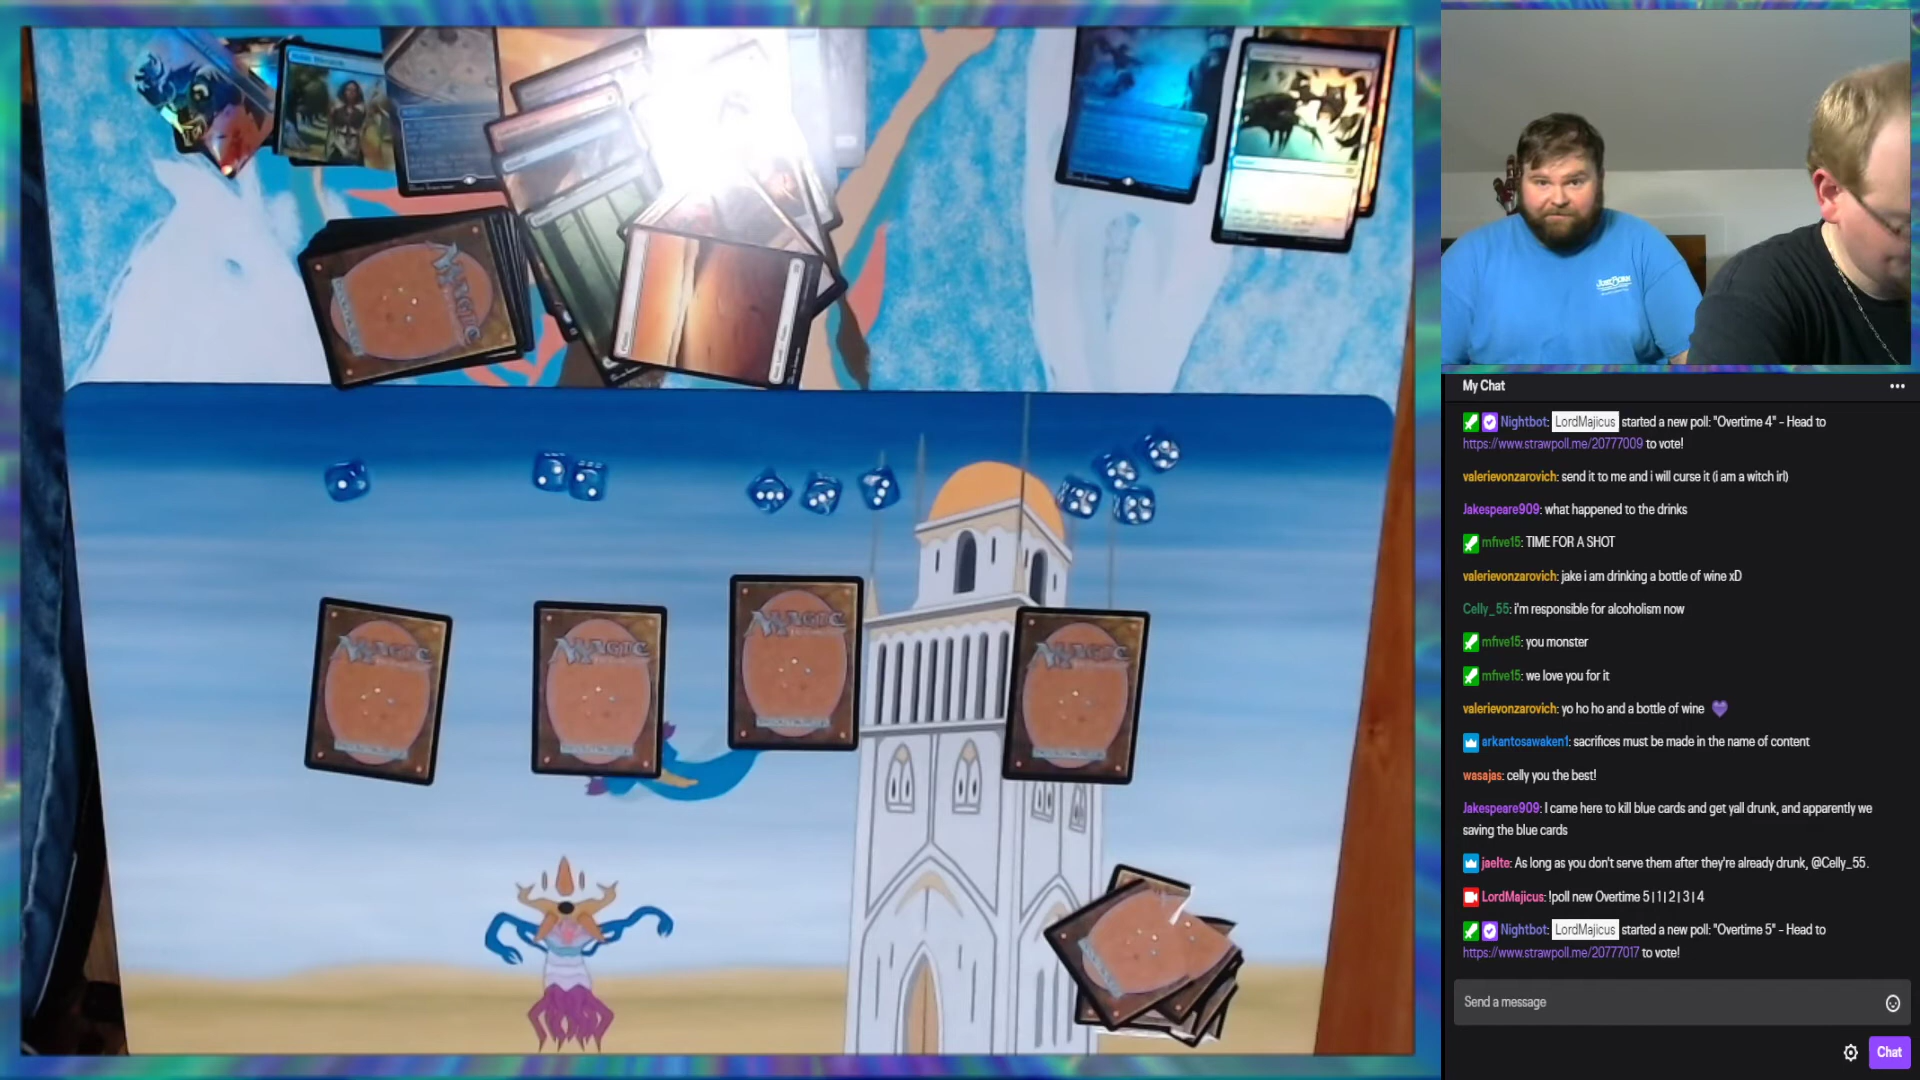 MAGIC
Plains
MAGIC
MAGIC
MAGIC
MAGIC
My Chat
Nightbot: LordMajicus started a new poll: "Overtime 4" - Head to
https://www.strawpoll.me/20777009 to vote!
valerievonzarovich: send it to me and i will curse it (i am a witch irl)
Jakespeare909: what happened to the drinks
mfive15: TIME FOR A SHOT
valerievonzarovich: jake i am drinking a bottle of wine xD
Celly_55: i'm responsible for alcoholism now
mfive15: you monster
mfive15: we love you for it
valerievonzarovich: yo ho ho and a bottle of wine
arkantosawaken1: sacrifices must be made in the name of content
wasajas: celly you the best!
Jakespeare909: I came here to kill blue cards and get yall drunk, and apparently we
saving the blue cards
jaelte: As long as you don't serve them after they're already drunk, @Celly_55.
LordMajicus: !poll new Overtime 5 | 1 | 2 | 3 | 4
Nightbot: LordMajicus started a new poll: "Overtime 5" - Head to
https://www.strawpoll.me/20777017 to vote!
Send a message
Chat